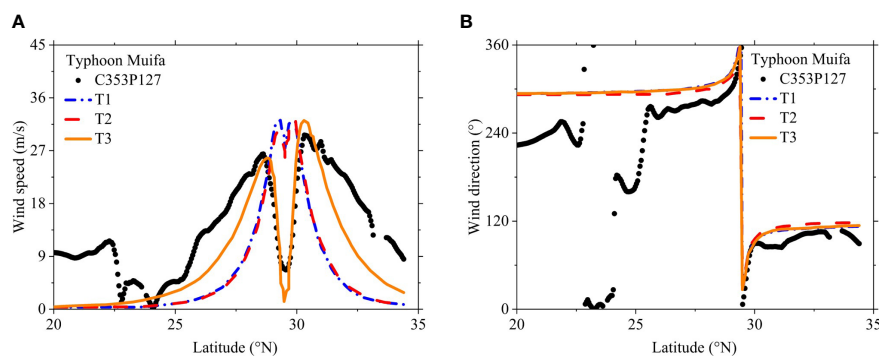 A
B
45
36
27
18
9
0
Wind speed (m/s)
Typhoon Muifa
C353P127
T1
T2
T3
20
25
30
35
Latitude (°N)
360
240
120
0
Wind direction (°)
Typhoon Muifa
C353P127
T1
T2
T3
20
25
30
35
Latitude (°N)